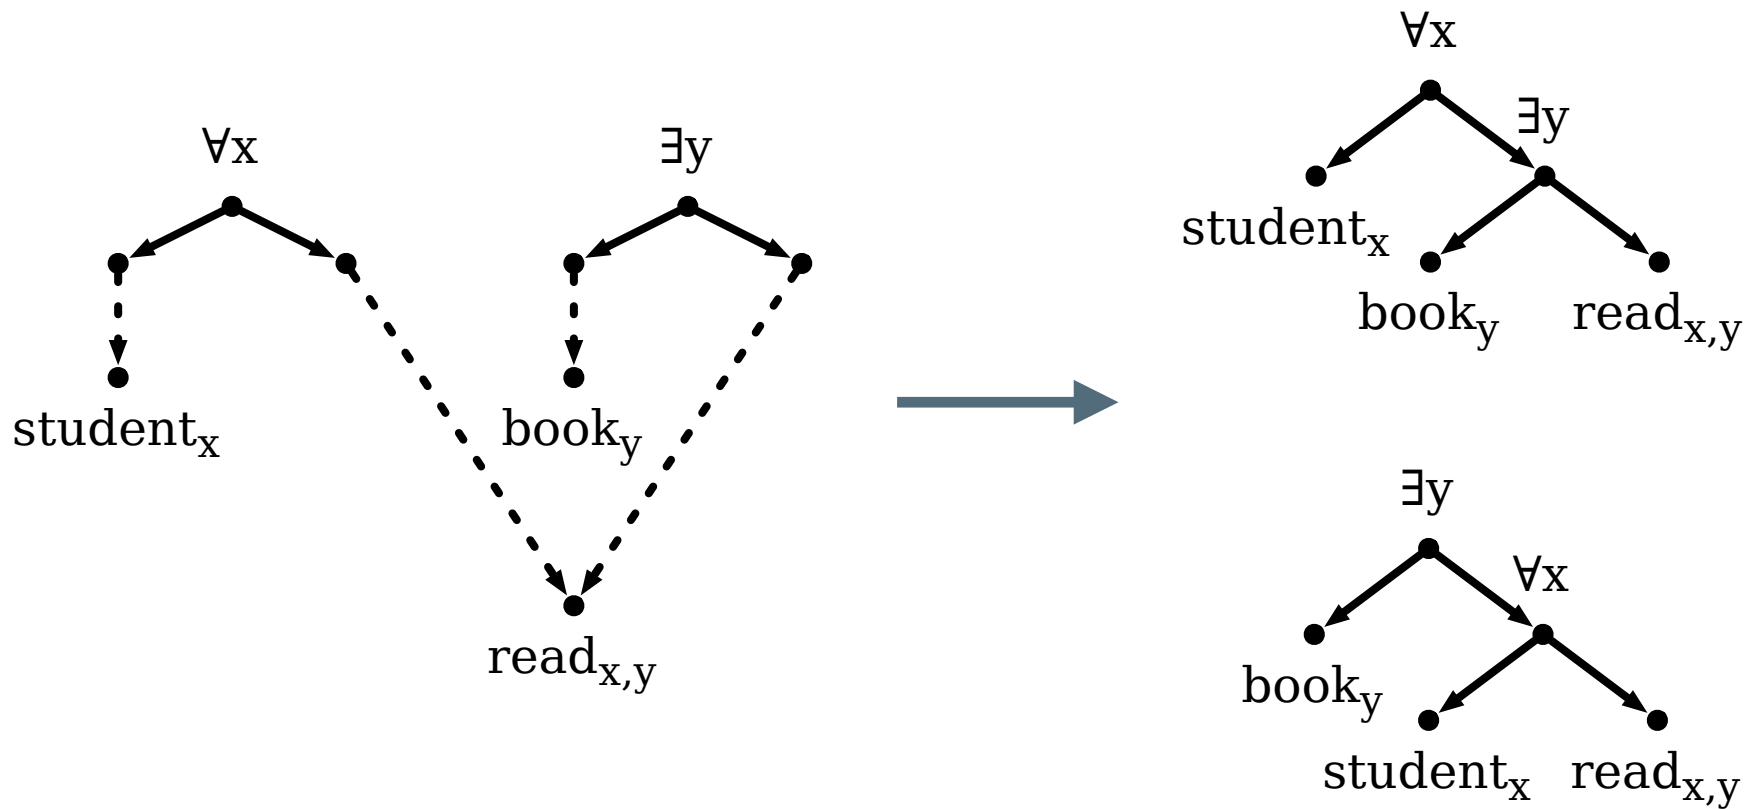 ∀x
∃y
student_x
book_y
read_x,y
∀x
∃y
student_x
book_y
read_x,y
∃y
∀x
book_y
student_x
read_x,y